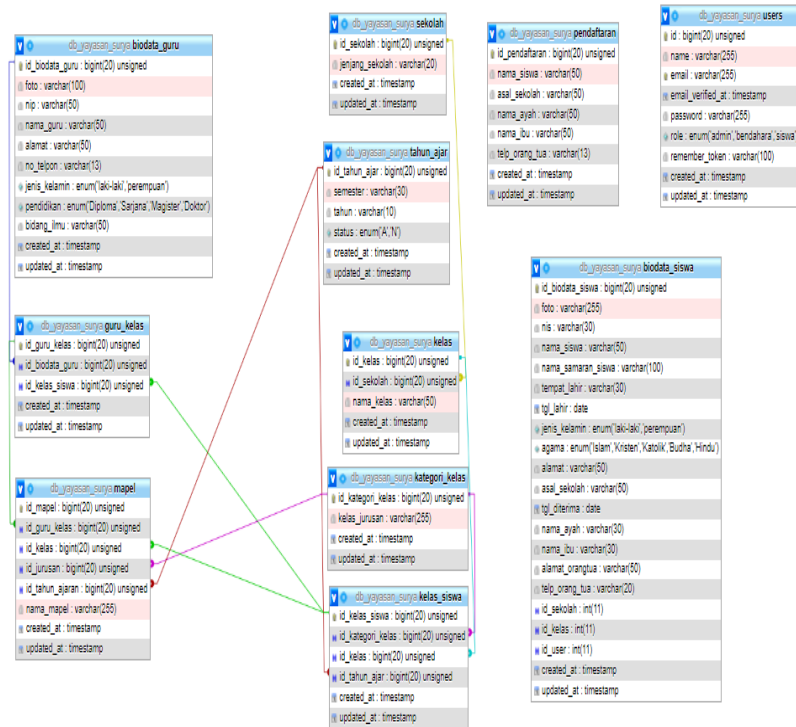 db_yayasan_surya biodata_guru
id_biodata_guru : bigint(20) unsigned
foto : varchar(100)
nip : varchar(50)
nama_guru : varchar(50)
alamat : varchar(50)
no_telpon : varchar(13)
jenis_kelamin : enum('laki-laki','perempuan')
pendidikan : enum('Diploma','Sarjana','Magister','Doktor')
bidang_ilmu : varchar(50)
created_at : timestamp
updated_at : timestamp
db_yayasan_surya guru_kelas
id_guru_kelas : bigint(20) unsigned
id_biodata_guru : bigint(20) unsigned
id_kelas_siswa : bigint(20) unsigned
created_at : timestamp
updated_at : timestamp
db_yayasan_surya mapel
id_mapel : bigint(20) unsigned
id_guru_kelas : bigint(20) unsigned
id_kelas : bigint(20) unsigned
id_jurusan : bigint(20) unsigned
id_tahun_ajaran : bigint(20) unsigned
nama_mapel : varchar(255)
created_at : timestamp
updated_at : timestamp
db_yayasan_surya sekolah
id_sekolah : bigint(20) unsigned
jenjang_sekolah : varchar(20)
created_at : timestamp
updated_at : timestamp
db_yayasan_surya tahun_ajar
id_tahun_ajar : bigint(20) unsigned
semester : varchar(30)
tahun : varchar(10)
status : enum('A','N')
created_at : timestamp
updated_at : timestamp
db_yayasan_surya kelas
id_kelas : bigint(20) unsigned
id_sekolah : bigint(20) unsigned
nama_kelas : varchar(50)
created_at : timestamp
updated_at : timestamp
db_yayasan_surya kategori_kelas
id_kategori_kelas : bigint(20) unsigned
kelas_jurusan : varchar(255)
created_at : timestamp
updated_at : timestamp
db_yayasan_surya kelas_siswa
id_kelas_siswa : bigint(20) unsigned
id_kategori_kelas : bigint(20) unsigned
id_kelas : bigint(20) unsigned
id_tahun_ajar : bigint(20) unsigned
created_at : timestamp
updated_at : timestamp
db_yayasan_surya pendaftaran
id_pendaftaran : bigint(20) unsigned
nama_siswa : varchar(50)
asal_sekolah : varchar(50)
nama_ayah : varchar(50)
nama_ibu : varchar(50)
telp_orang_tua : varchar(13)
created_at : timestamp
updated_at : timestamp
db_yayasan_surya users
id : bigint(20) unsigned
name : varchar(255)
email : varchar(255)
email_verified_at : timestamp
password : varchar(255)
role : enum('admin','bendahara','siswa'
remember_token : varchar(100)
created_at : timestamp
updated_at : timestamp
db_yayasan_surya biodata_siswa
id_biodata_siswa : bigint(20) unsigned
foto : varchar(255)
nis : varchar(30)
nama_siswa : varchar(50)
nama_samaran_siswa : varchar(100)
tempat_lahir : varchar(30)
tgl_lahir : date
jenis_kelamin : enum('laki-laki','perempuan')
agama : enum('Islam','Kristen','Katolik','Budha','Hindu')
alamat : varchar(50)
asal_sekolah : varchar(50)
tgl_diterima : date
nama_ayah : varchar(30)
nama_ibu : varchar(30)
alamat_orangtua : varchar(50)
telp_orang_tua : varchar(20)
id_sekolah : int(11)
id_kelas : int(11)
id_user : int(11)
created_at : timestamp
updated_at : timestamp